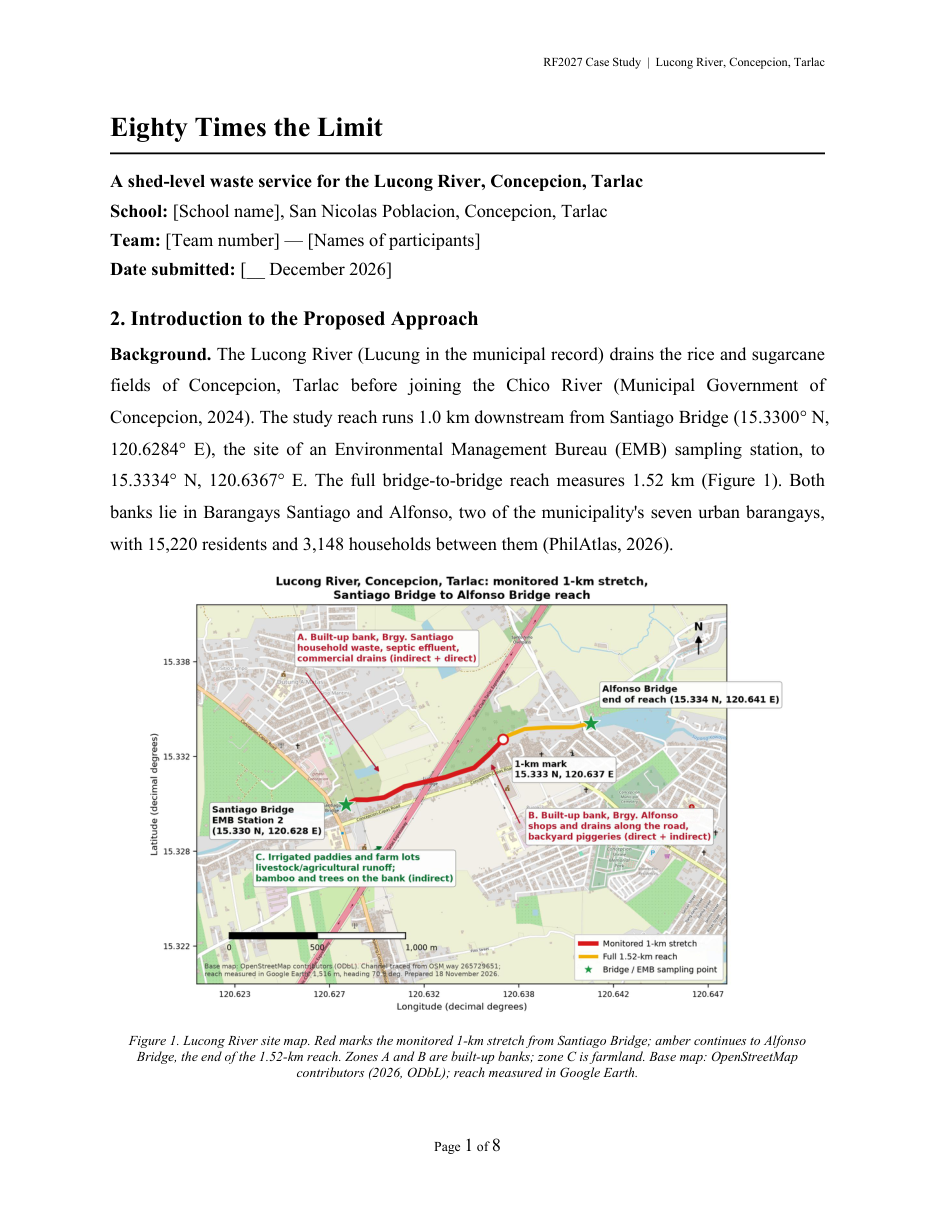 RF2027 Case Study | Lucong River, Concepcion, Tarlac
Eighty Times the Limit
A shed-level waste service for the Lucong River, Concepcion, Tarlac
School: [School name], San Nicolas Poblacion, Concepcion, Tarlac
Team: [Team number] — [Names of participants]
Date submitted: [__ December 2026]
2. Introduction to the Proposed Approach
Background. The Lucong River (Lucung in the municipal record) drains the rice and sugarcane
fields of Concepcion, Tarlac before joining the Chico River (Municipal Government of
Concepcion, 2024). The study reach runs 1.0 km downstream from Santiago Bridge (15.3300° N,
120.6284° E), the site of an Environmental Management Bureau (EMB) sampling station, to
15.3334° N, 120.6367° E. The full bridge-to-bridge reach measures 1.52 km (Figure 1). Both
banks lie in Barangays Santiago and Alfonso, two of the municipality's seven urban barangays,
with 15,220 residents and 3,148 households between them (PhilAtlas, 2026).
Lucong River, Concepcion, Tarlac: monitored 1-km stretch,
Santiago Bridge to Alfonso Bridge reach
N
A. Built-up bank, Brgy. Santiago
household waste, septic effluent,
commercial drains (indirect + direct)
Alfonso Bridge
end of reach (15.334 N, 120.641 E)
1-km mark
15.333 N, 120.637 E
Santiago Bridge
EMB Station 2
(15.330 N, 120.628 E)
B. Built-up bank, Brgy. Alfonso
shops and drains along the road,
backyard piggeries (direct + indirect)
C. Irrigated paddies and farm lots
livestock/agricultural runoff;
bamboo and trees on the bank (indirect)
15.338
15.332
15.328
15.322
Latitude (decimal degrees)
0 500 1,000 m
Monitored 1-km stretch
Full 1.52-km reach
Bridge / EMB sampling point
Base map: OpenStreetMap contributors (ODbL). Channel traced from OSM way 265729651;
reach measured in Google Earth: 1,516 m, heading 70 deg. Prepared 18 November 2026.
120.623 120.627 120.632 120.638 120.642 120.647
Longitude (decimal degrees)
Figure 1. Lucong River site map. Red marks the monitored 1-km stretch from Santiago Bridge; amber continues to Alfonso
Bridge, the end of the 1.52-km reach. Zones A and B are built-up banks; zone C is farmland. Base map: OpenStreetMap
contributors (2026, ODbL); reach measured in Google Earth.
Page 1 of 8